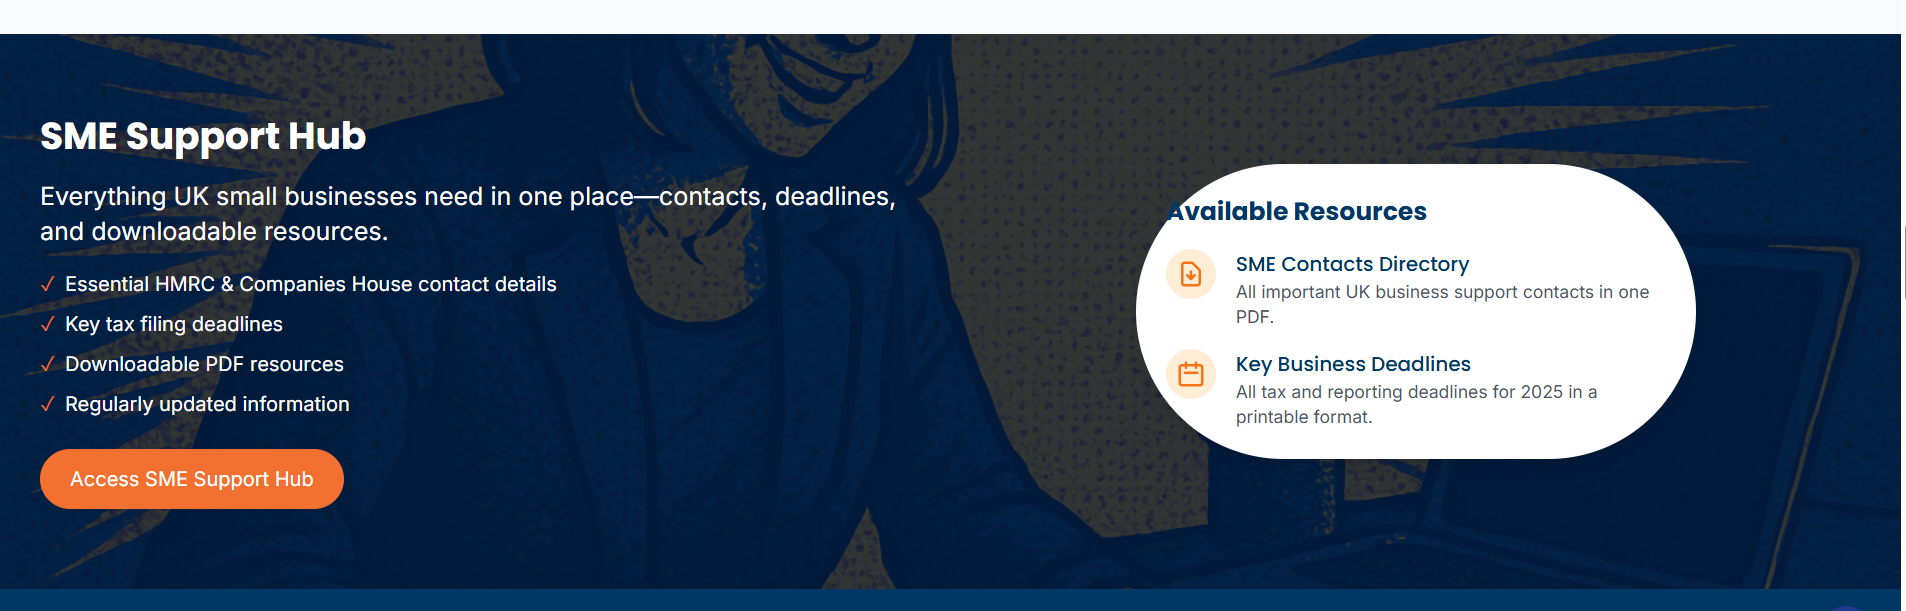 SME Support Hub
Everything UK small businesses need in one place—contacts, deadlines,
and downloadable resources.
✓ Essential HMRC & Companies House contact details
✓ Key tax filing deadlines
✓ Downloadable PDF resources
✓ Regularly updated information
Access SME Support Hub
Available Resources
SME Contacts Directory
All important UK business support contacts in one
PDF.
Key Business Deadlines
All tax and reporting deadlines for 2025 in a
printable format.